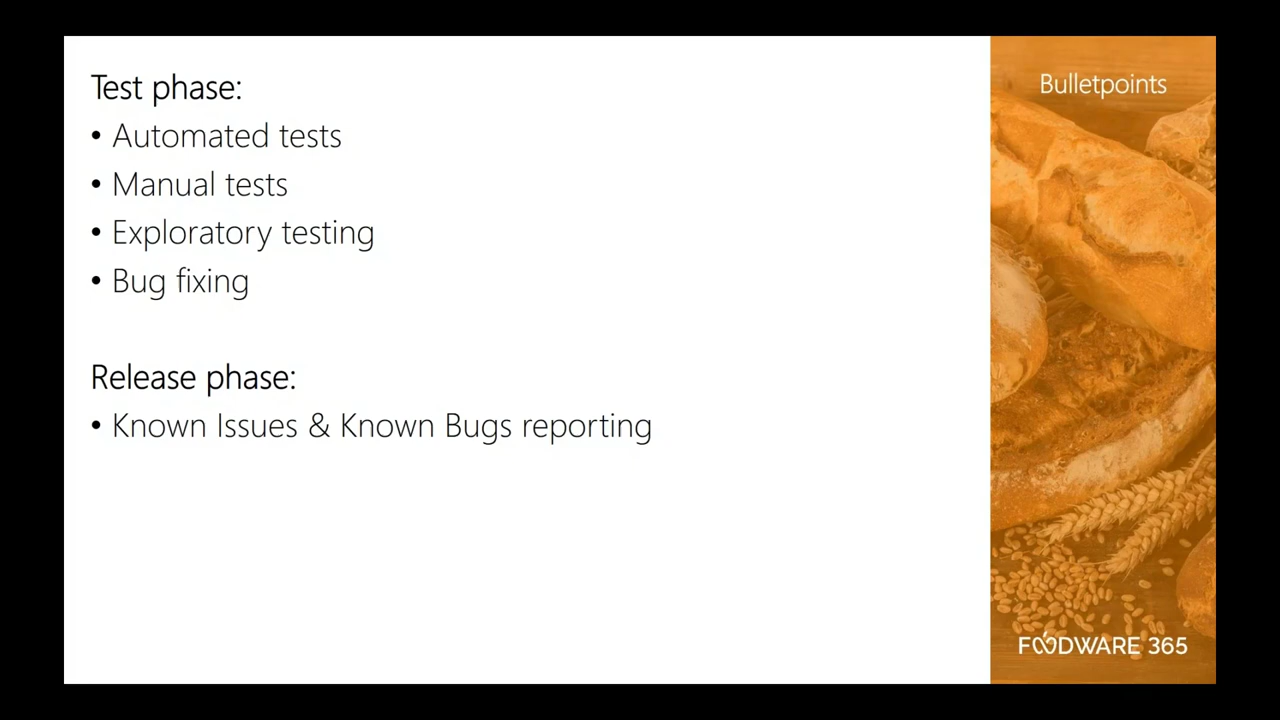 Test phase:
• Automated tests
• Manual tests
• Exploratory testing
• Bug fixing
Release phase:
• Known Issues & Known Bugs reporting
Bulletpoints
FOODWARE 365